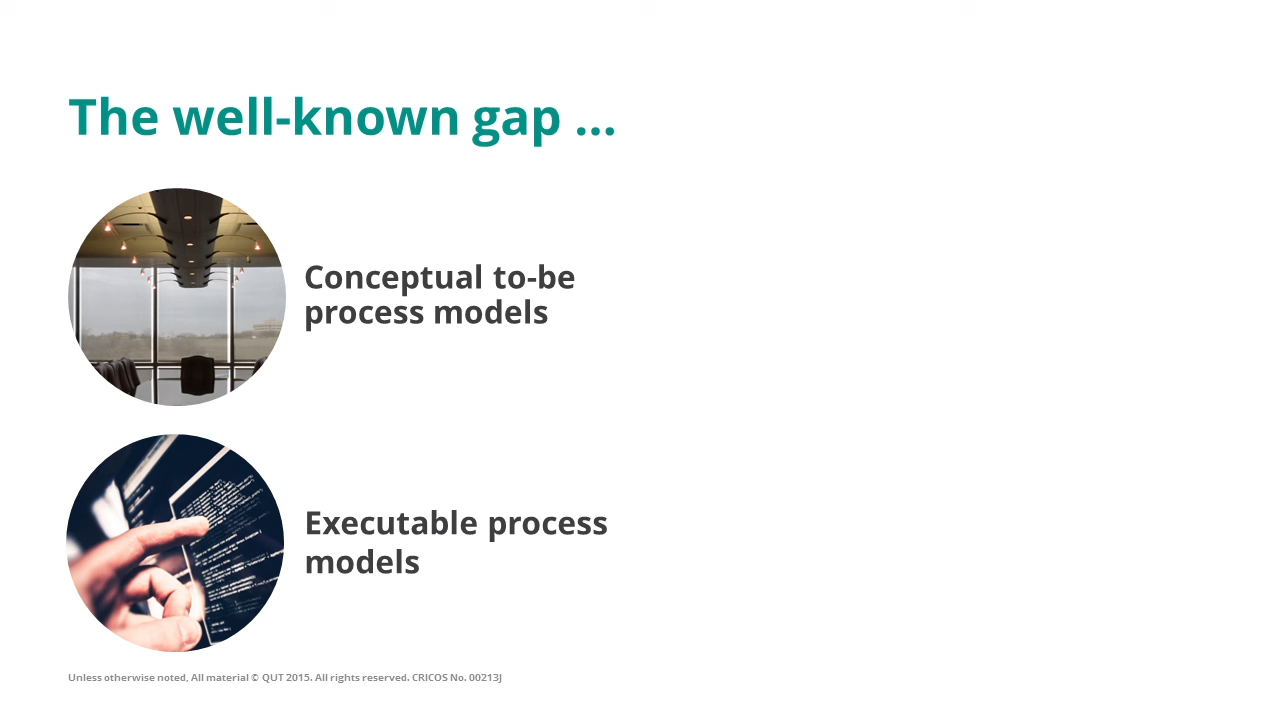 The well-known gap ...
Conceptual to-be
process models
Executable process
models
Unless otherwise noted, All material © QUT 2015. All rights reserved. CRICOS No. 00213J